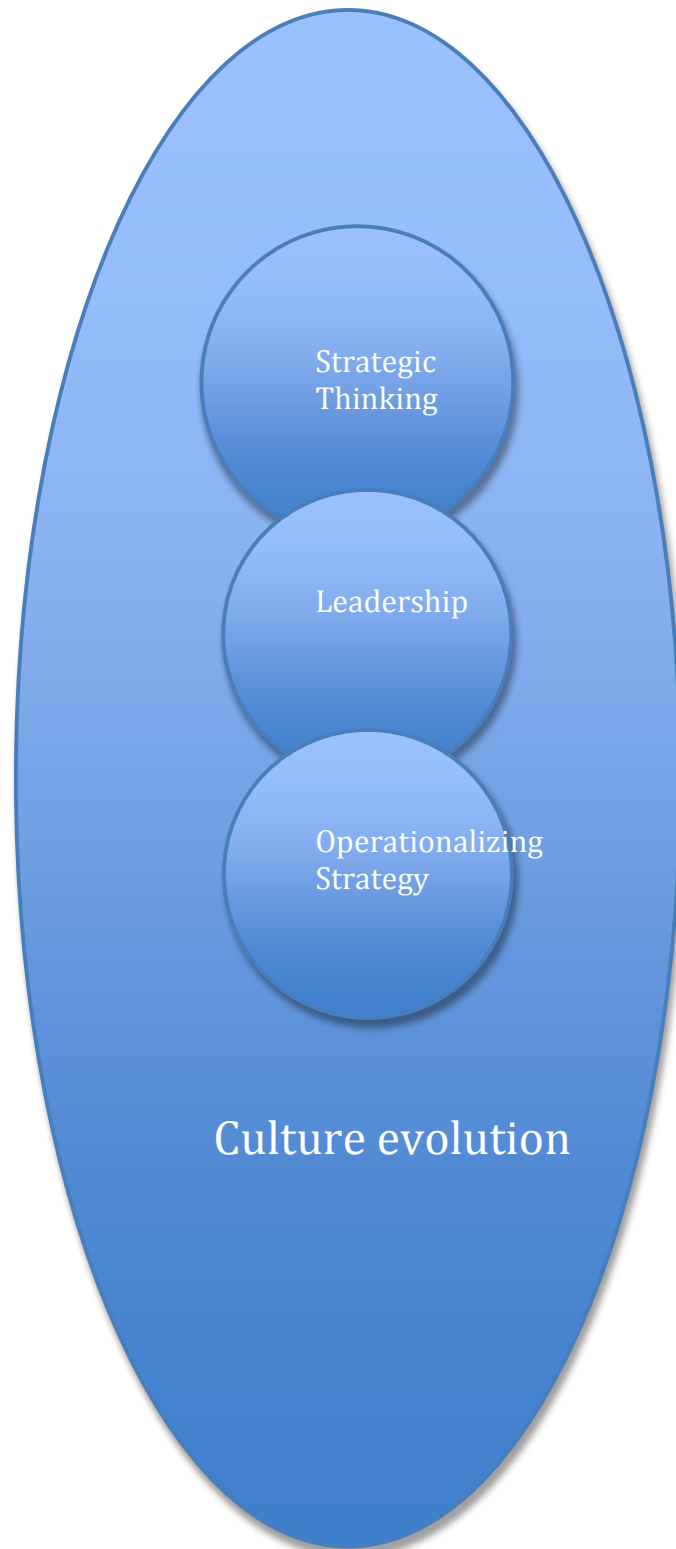 Strategic
Thinking
Leadership
Operationalizing
Strategy
Culture evolution